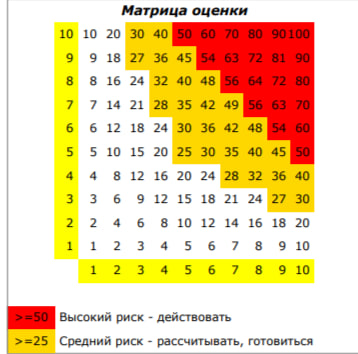 Матрица оценки
10 10 20 30 40 50 60 70 80 90 100
9 9 18 27 36 45 54 63 72 81 90
8 8 16 24 32 40 48 56 64 72 80
7 7 14 21 28 35 42 49 56 63 70
6 6 12 18 24 30 36 42 48 54 60
5 5 10 15 20 25 30 35 40 45 50
4 4 8 12 16 20 24 28 32 36 40
3 3 6 9 12 15 18 21 24 27 30
2 2 4 6 8 10 12 14 16 18 20
1 1 2 3 4 5 6 7 8 9 10
1 2 3 4 5 6 7 8 9 10
>=50 Высокий риск - действовать
>=25 Средний риск - рассчитывать, готовиться